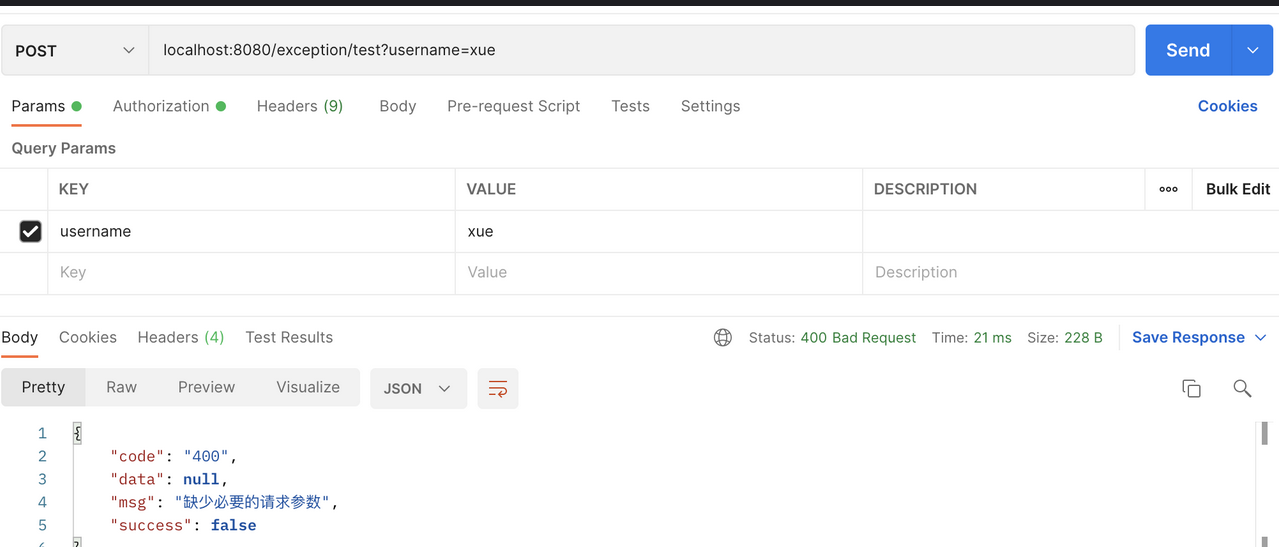 POST localhost:8080/exception/test?username=xue Send
Params Authorization Headers (9) Body Pre-request Script Tests Settings Cookies
Query Params
KEY VALUE DESCRIPTION ooo Bulk Edit
username xue
Key Value Description
Body Cookies Headers (4) Test Results Status: 400 Bad Request Time: 21 ms Size: 228 B Save Response
Pretty Raw Preview Visualize JSON
1 {
2 "code": "400",
3 "data": null,
4 "msg": "缺少必要的请求参数",
5 "success": false